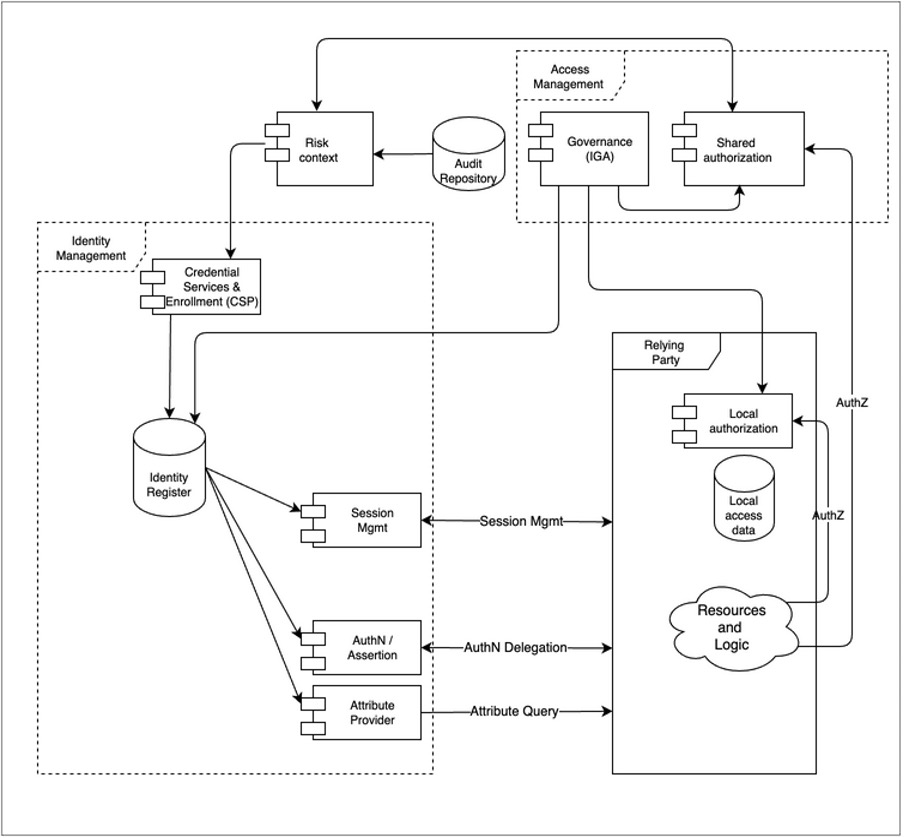 Access
Management
Risk
context
Audit
Repository
Governance
(IGA)
Shared
authorization
Identity
Management
Credential
Services &
Enrollment (CSP)
Relying
Party
Local
authorization
AuthZ
Identity
Register
Local
access
data
Session
Mgmt
Session Mgmt
AuthZ
Resources
and
Logic
AuthN /
Assertion
AuthN Delegation
Attribute
Provider
Attribute Query